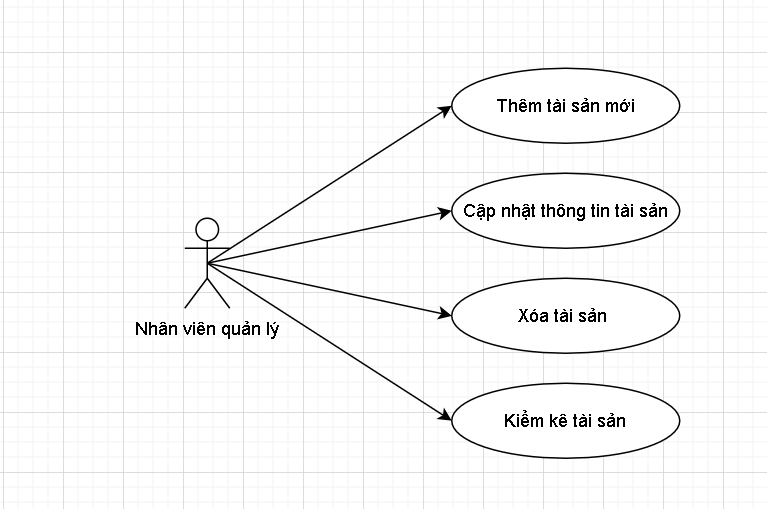 Thêm tài sản mới
Cập nhật thông tin tài sản
Xóa tài sản
Nhân viên quản lý
Kiểm kê tài sản